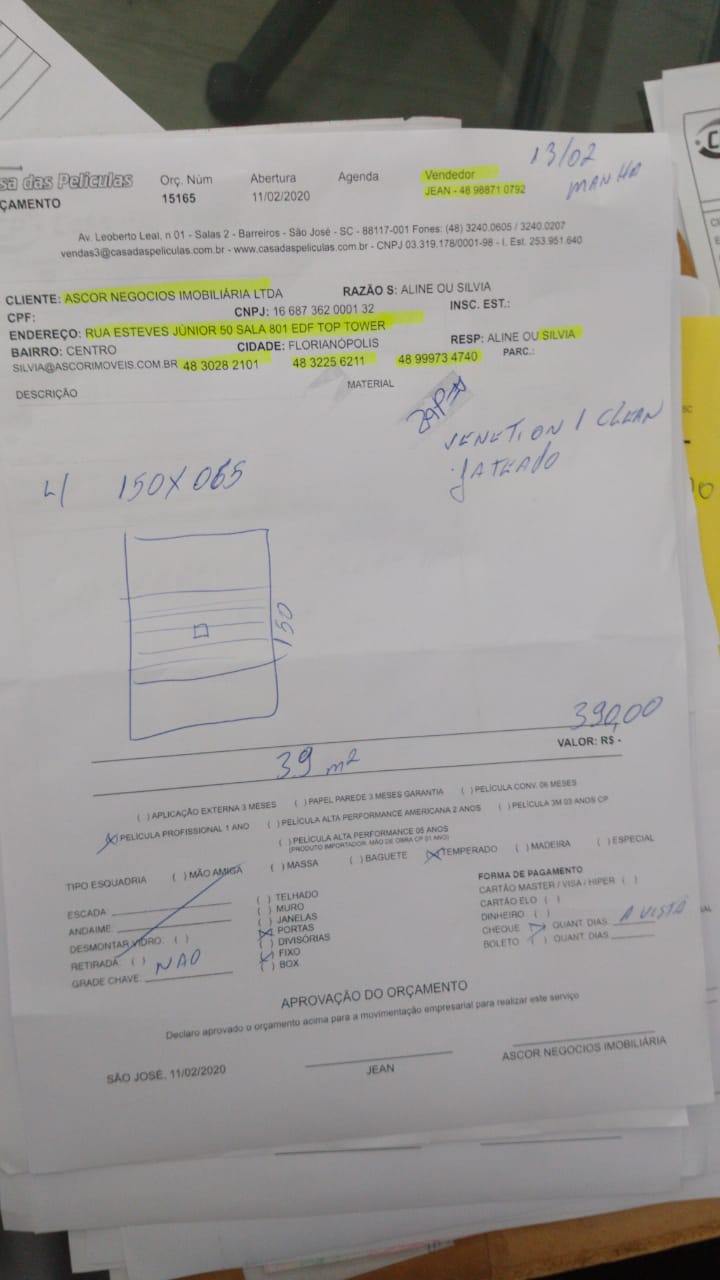 13/02
MANHÃ
sa das Películas
ÇAMENTO
Orç. Núm
15165
Abertura
11/02/2020
Agenda
Vendedor
JEAN - 48 98871 0792
Av. Leoberto Leal, n 01 - Salas 2 - Barreiros - São José - SC - 88117-001 Fones: (48) 3240.0605 / 3240.0207
vendas3@casadaspeliculas.com.br - www.casadaspeliculas.com.br - CNPJ 03.319.178/0001-98 - I. Est. 253.951.640
CLIENTE: ASCOR NEGOCIOS IMOBILIÁRIA LTDA RAZÃO S: ALINE OU SILVIA
CPF: CNPJ: 16 687 362 0001 32 INSC. EST.:
ENDEREÇO: RUA ESTEVES JÚNIOR 50 SALA 801 EDF TOP TOWER
BAIRRO: CENTRO CIDADE: FLORIANÓPOLIS RESP: ALINE OU SILVIA
SILVIA@ASCORIMOVEIS.COM.BR 48 3028 2101 48 3225 6211 48 99973 4740 PARC.:
DESCRIÇÃO MATERIAL
JATEADO
150X065
150
390,00
VALOR: R$ -
3.9 m²
( ) APLICAÇÃO EXTERNA 3 MESES ( ) PAPEL PAREDE 3 MESES GARANTIA ( ) PELÍCULA CONV. 06 MESES
(X) PELÍCULA PROFISSIONAL 1 ANO ( ) PELÍCULA ALTA PERFORMANCE AMERICANA 2 ANOS ( ) PELÍCULA 3M 03 ANOS CP
( ) PELÍCULA ALTA PERFORMANCE 05 ANOS
(PRODUTO IMPORTADOR, MÃO DE OBRA CP 01 ANO)
TIPO ESQUADRIA ( ) MÃO AMIGA ( ) MASSA ( ) BAGUETE (X) TEMPERADO ( ) MADEIRA ( ) ESPECIAL
ESCADA:
ANDAIME:
DESMONTAR VIDRO: ( )
RETIRADA: ( ) NÃO
GRADE CHAVE:
( ) TELHADO
( ) MURO
( ) JANELAS
(X) PORTAS
( ) DIVISÓRIAS
(X) FIXO
( ) BOX
FORMA DE PAGAMENTO
CARTÃO MASTER / VISA / HIPER ( )
CARTÃO ELO ( )
DINHEIRO ( )
CHEQUE QUANT. DIAS: A VISTA
BOLETO ( ) QUANT. DIAS
APROVAÇÃO DO ORÇAMENTO
Declaro aprovado o orçamento acima para a movimentação empresarial para realizar este serviço
SÃO JOSÉ, 11/02/2020
JEAN
ASCOR NEGOCIOS IMOBILIÁRIA